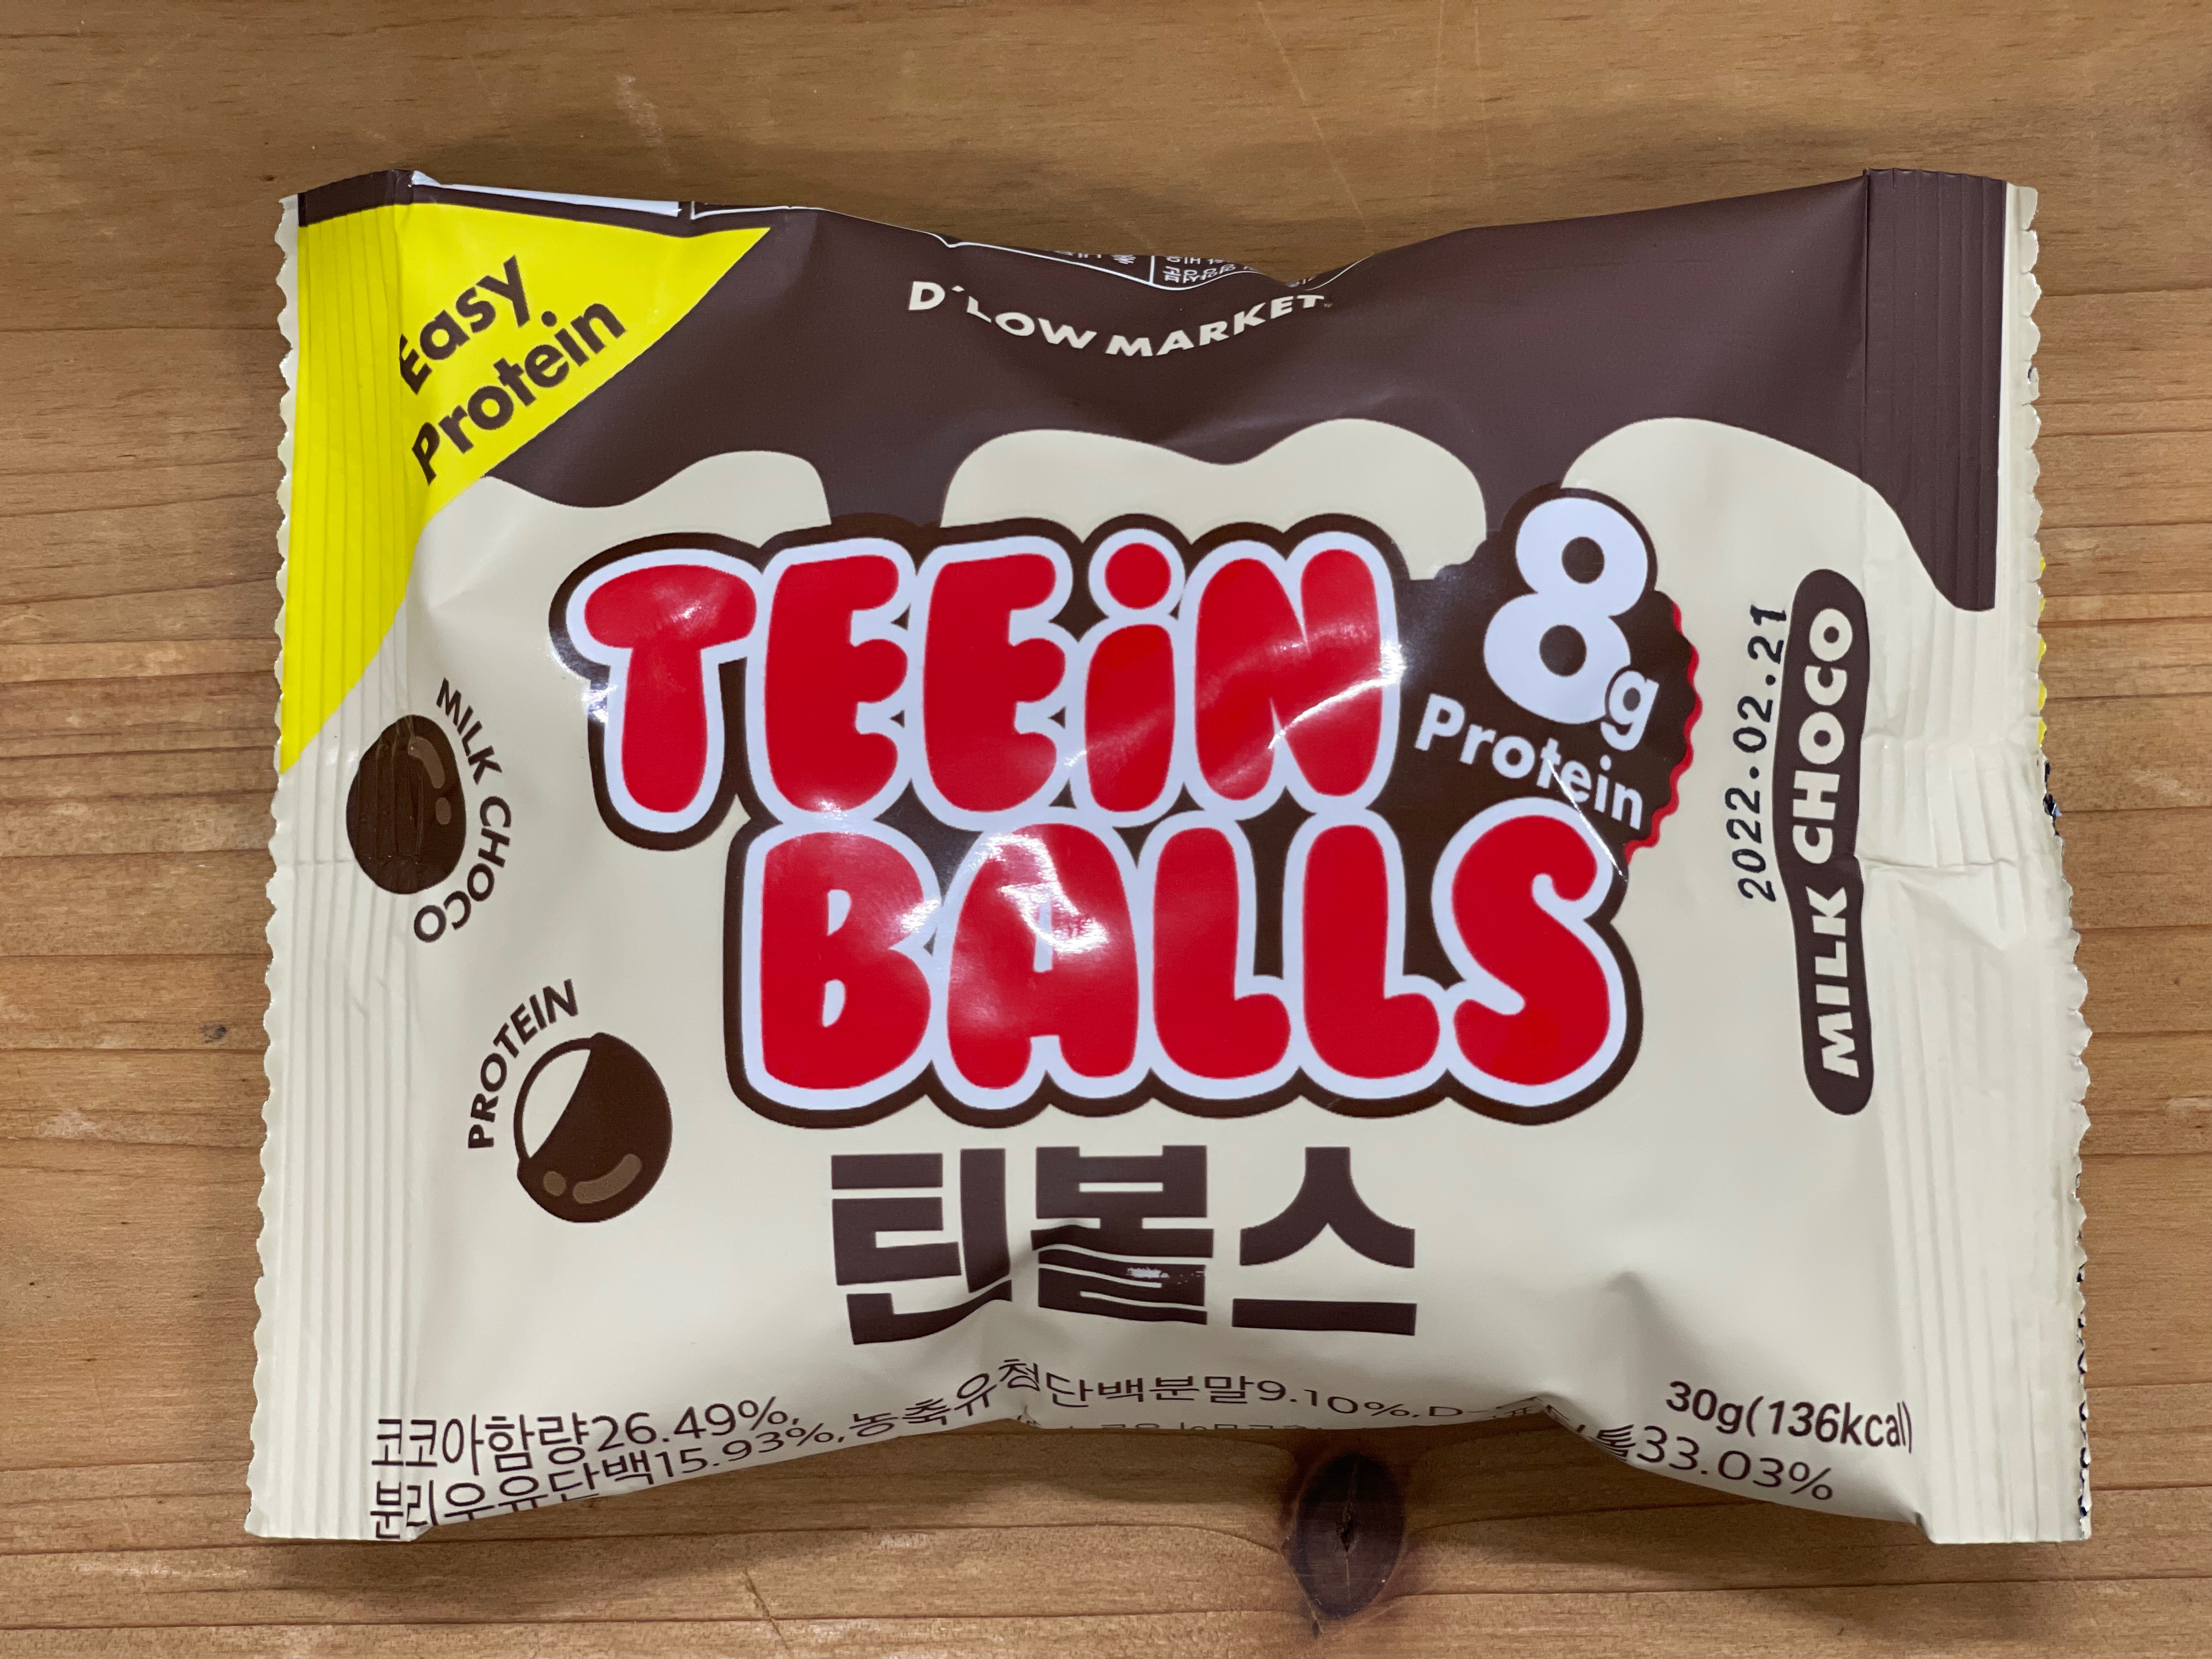 Easy
Protein
D'LOW MARKET
TEEiN
BALLS
8g
Protein
2022.02.21
MILK CHOCO
MILK CHOCO
PROTEIN
틴볼스
30g(136kcal)
코코아함량26.49%, 농축유청단백분말9.10%,
분리우유단백15.93%, 33.03%